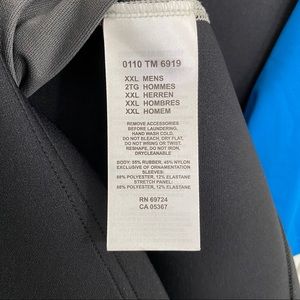 0110 TM 6919
XXL MENS
2TG HOMMES
XXL HERREN
XXL HOMBRES
XXL HOMEM
REMOVE ACCESSORIES
BEFORE LAUNDERING,
HAND WASH COLD,
DO NOT BLEACH, DRY FLAT,
DO NOT WRING OR TWIST,
RESHAPE, DO NOT IRON,
DRYCLEANABLE
BODY: 55% RUBBER, 45% NYLON
EXCLUSIVE OF ORNAMENTATION
SLEEVES:
88% POLYESTER, 12% ELASTANE
STRETCH PANEL:
88% POLYESTER, 12% ELASTANE
RN 69724
CA 05367